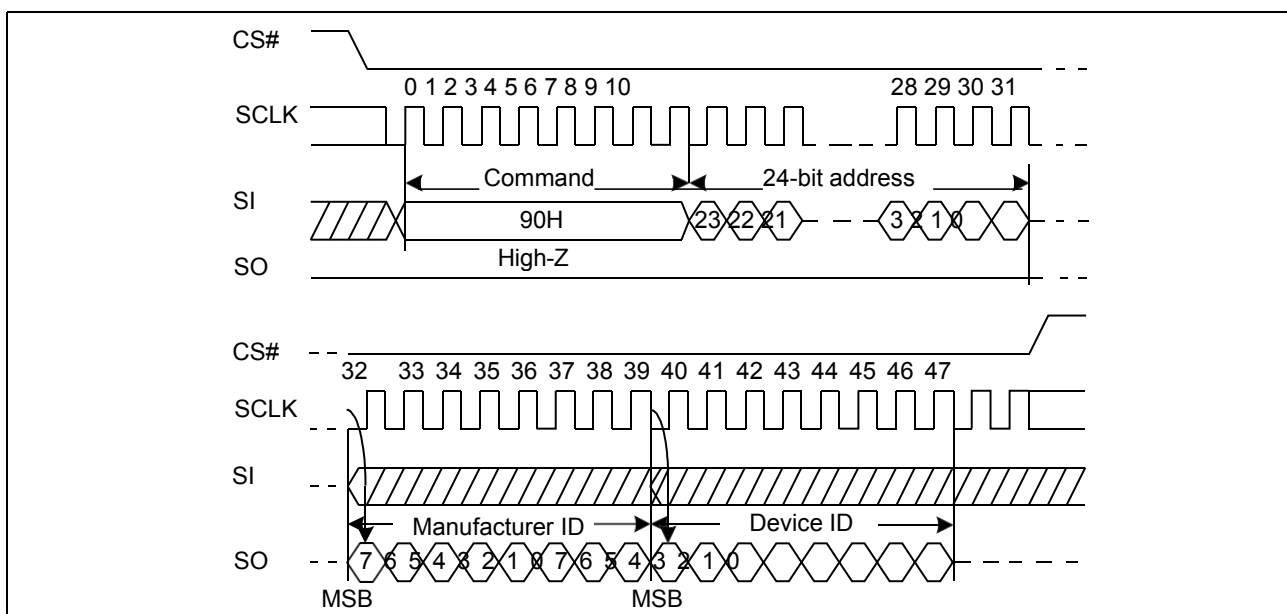 CS#
0 1 2 3 4 5 6 7 8 9 10 28 29 30 31
SCLK
Command 24-bit address
SI
90H 23 22 21 3 2 1 0
High-Z
SO
CS#
32 33 34 35 36 37 38 39 40 41 42 43 44 45 46 47
SCLK
SI
Manufacturer ID Device ID
SO 7 6 5 4 3 2 1 0 7 6 5 4 3 2 1 0
MSB MSB